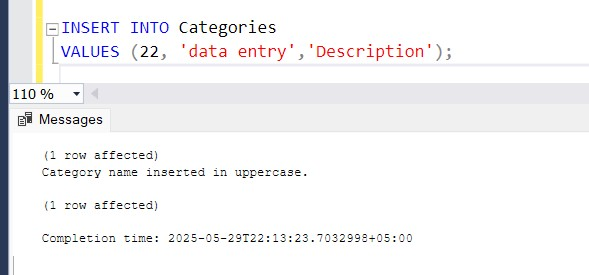 INSERT INTO Categories
VALUES (22, 'data entry','Description');
110 %
Messages
(1 row affected)
Category name inserted in uppercase.
(1 row affected)
Completion time: 2025-05-29T22:13:23.7032998+05:00